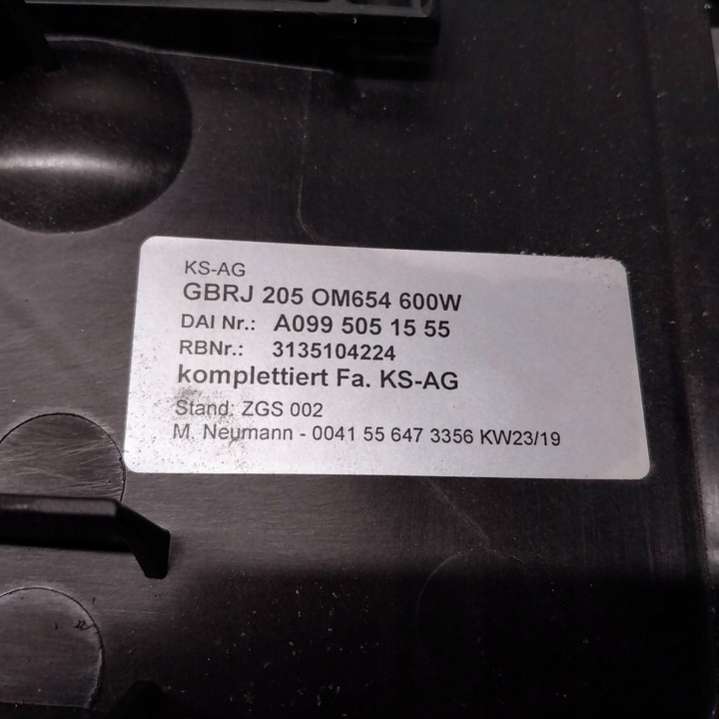 KS-AG
GBRJ 205 OM654 600W
DAI Nr.: A099 505 15 55
RBNr.: 3135104224
komplettiert Fa. KS-AG
Stand: ZGS 002
M. Neumann - 0041 55 647 3356 KW23/19